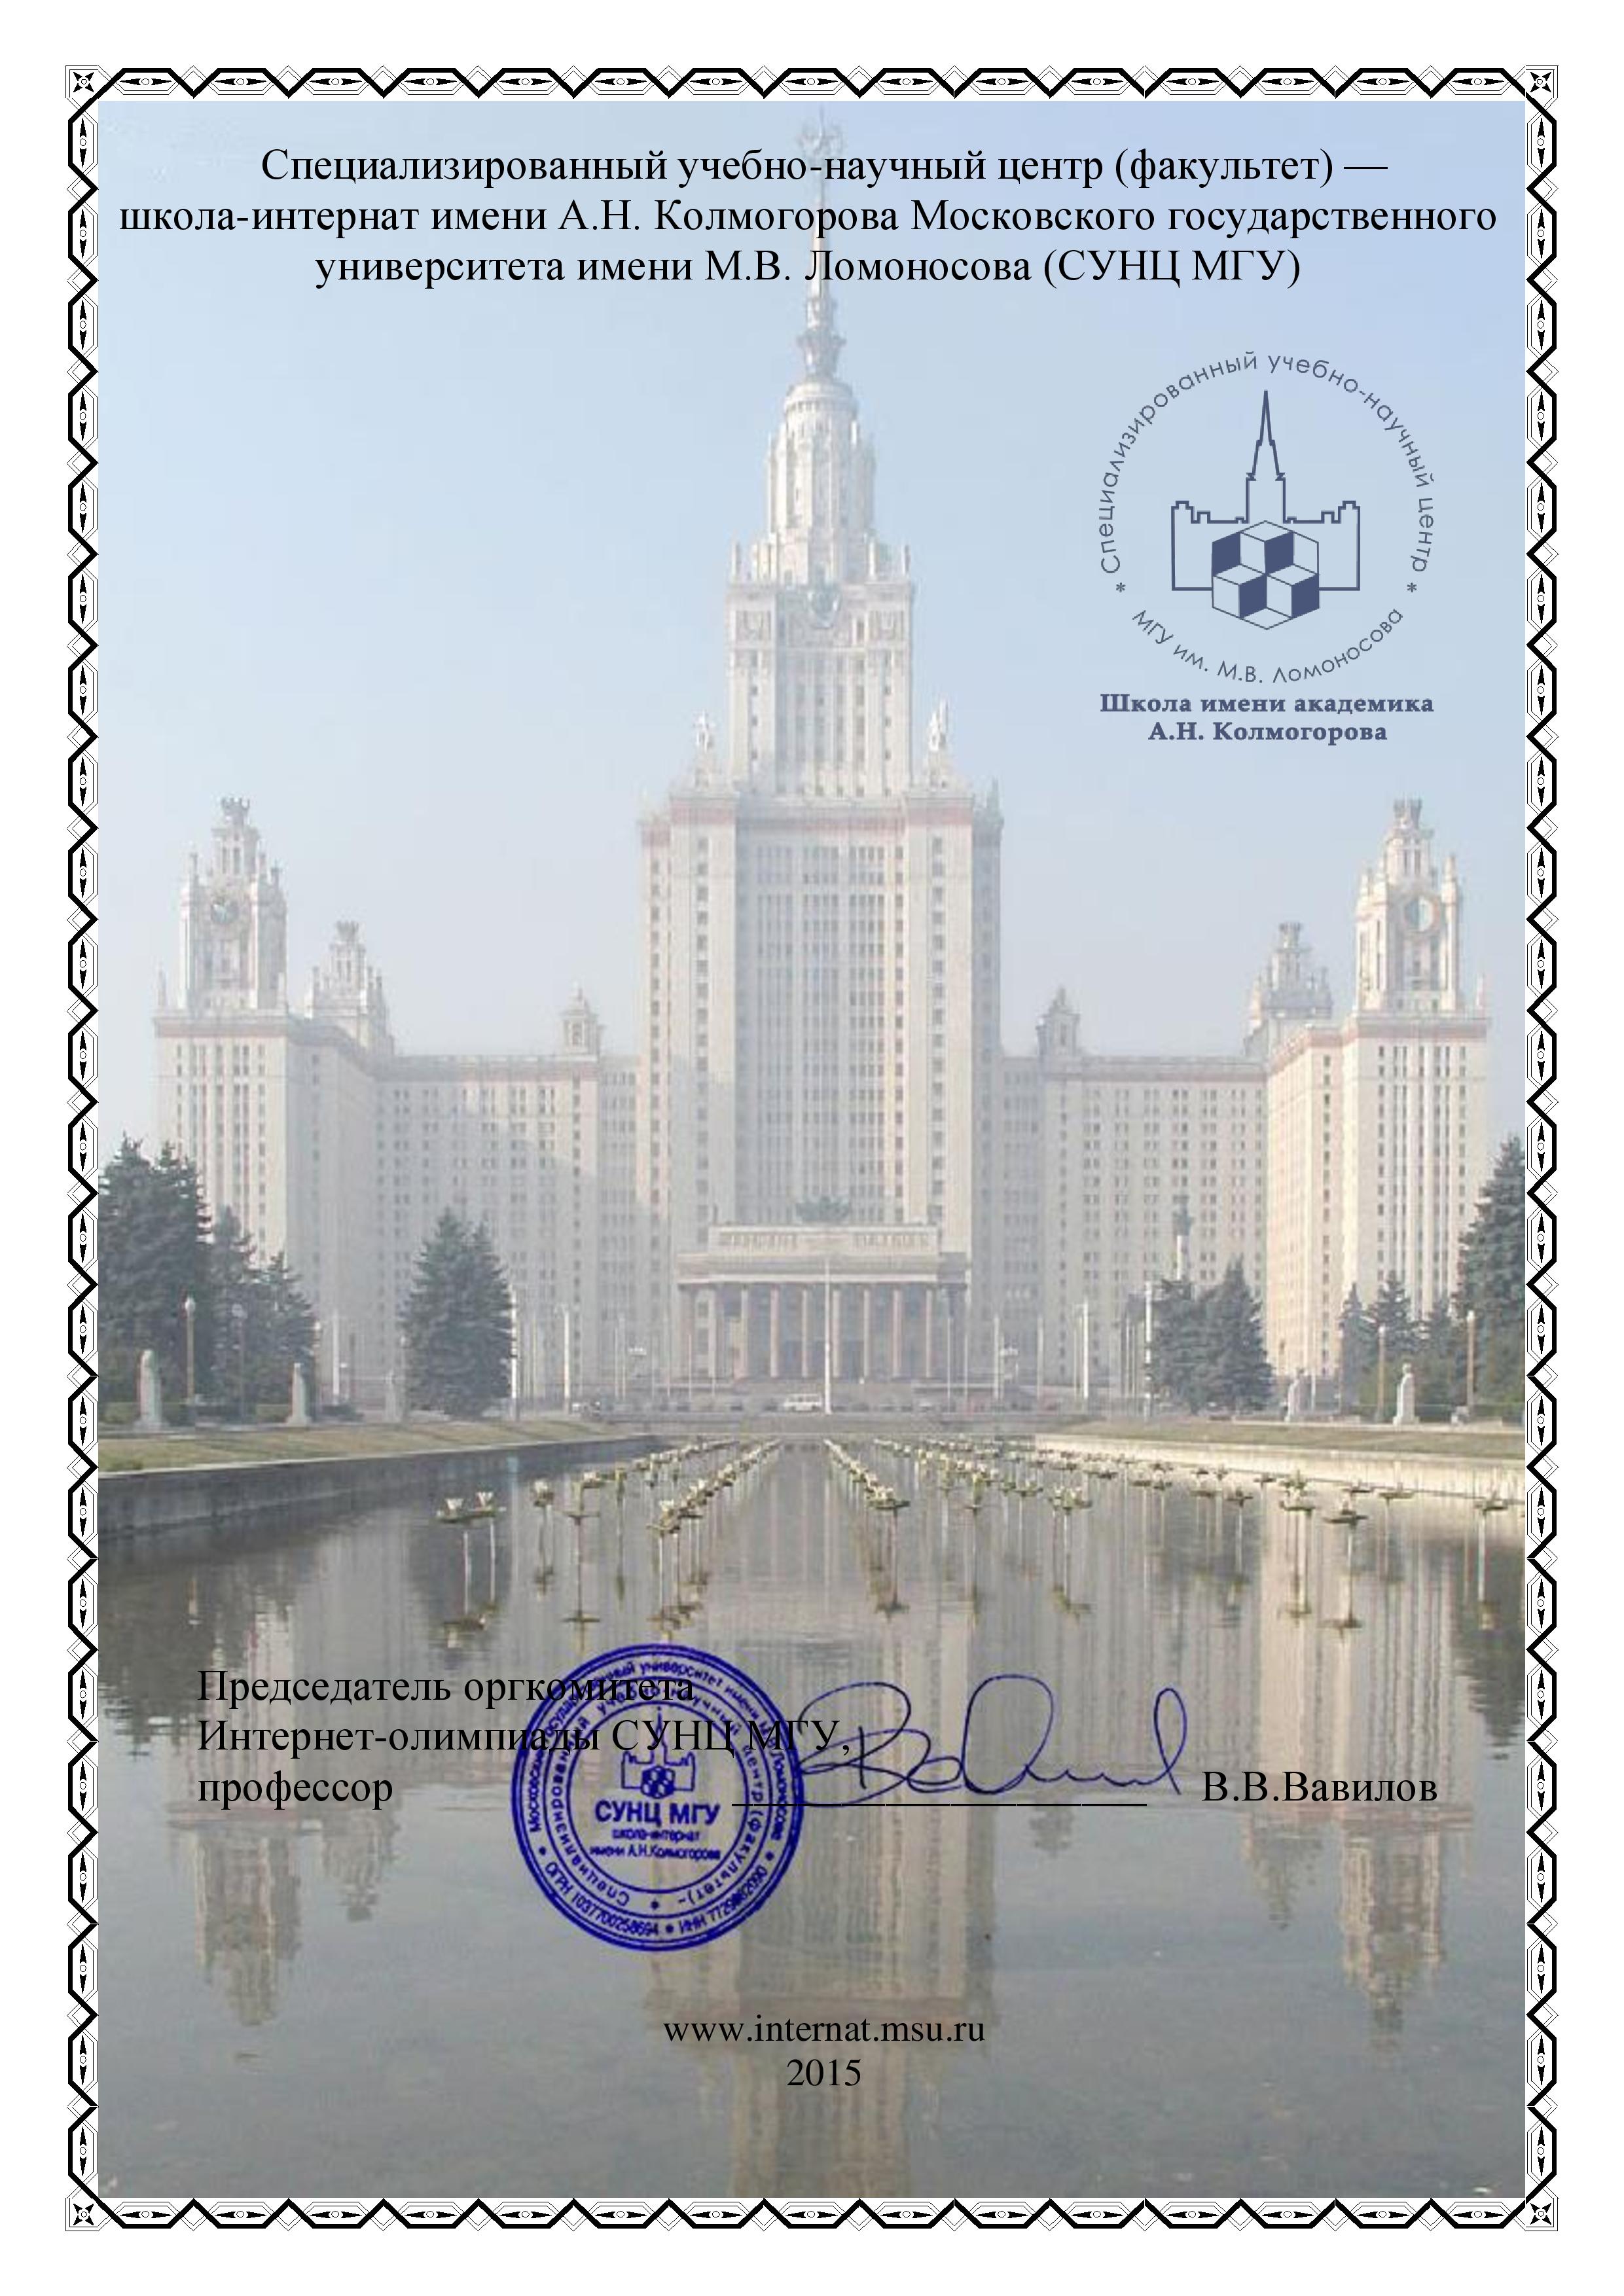 Специализированный учебно-научный центр (факультет) —
школа-интернат имени А.Н. Колмогорова Московского государственного
университета имени М.В. Ломоносова (СУНЦ МГУ)
Специализированный учебно-научный центр
* МГУ им. М.В. Ломоносова *
Школа имени академика
А.Н. Колмогорова
Председатель оргкомитета
Интернет-олимпиады СУНЦ МГУ,
профессор
В.В.Вавилов
Московский государственный университет имени М.В.Ломоносова
ОГРН 1037700258694 • ИНН
Специализированный учебно-научный центр (факультет)-
СУНЦ МГУ
школа-интернат
имени А.Н.Колмогорова
www.internat.msu.ru
2015